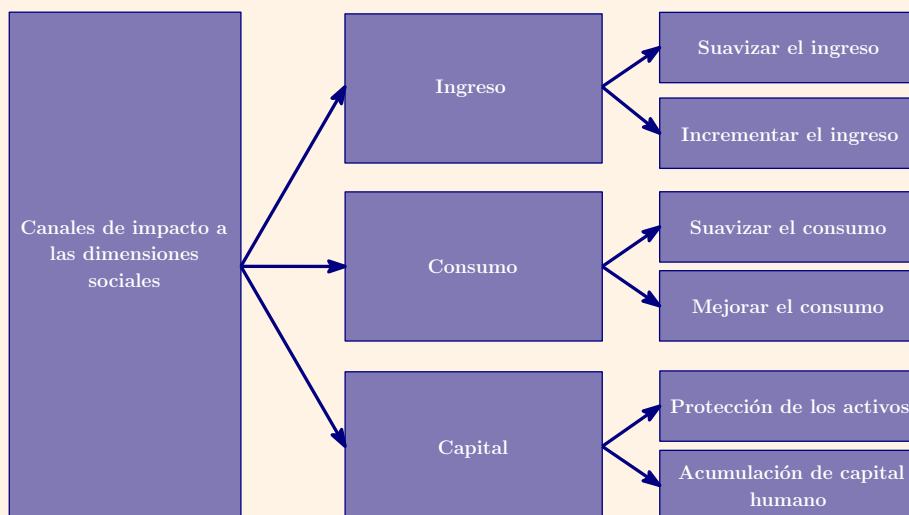 Canales de impacto a
las dimensiones
sociales
Ingreso
Suavizar el ingreso
Incrementar el ingreso
Consumo
Suavizar el consumo
Mejorar el consumo
Capital
Protección de los activos
Acumulación de capital
humano